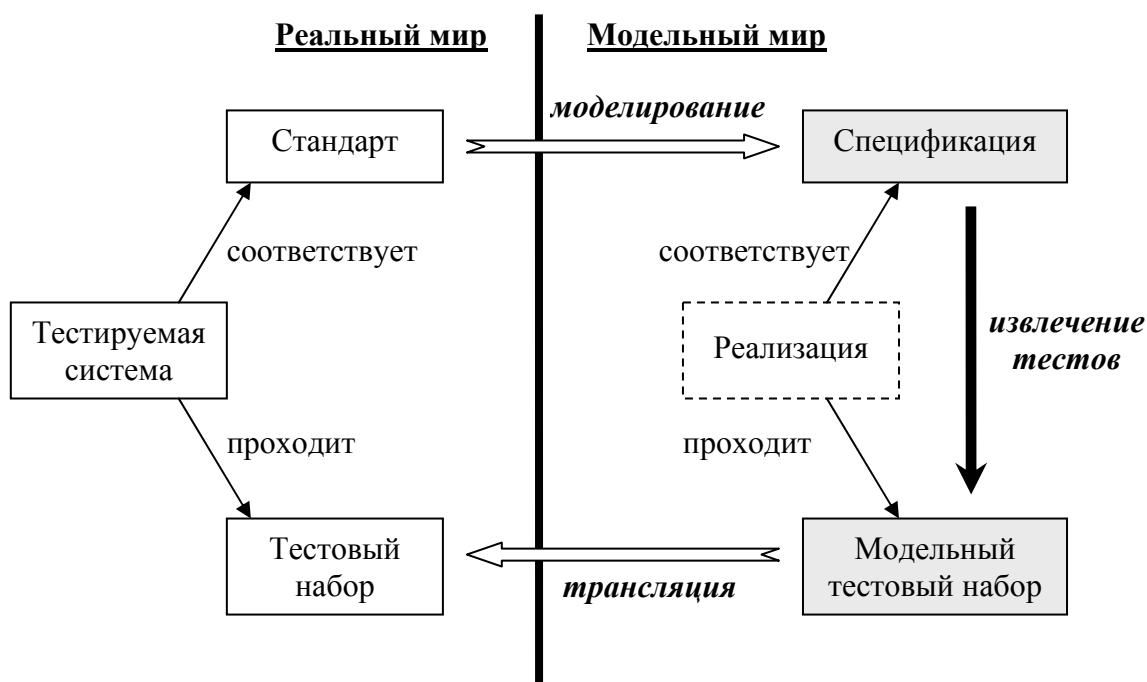 Реальный мир
Модельный мир
моделирование
Стандарт
Спецификация
соответствует
соответствует
Тестируемая
система
Реализация
извлечение
тестов
проходит
проходит
Тестовый
набор
трансляция
Модельный
тестовый набор